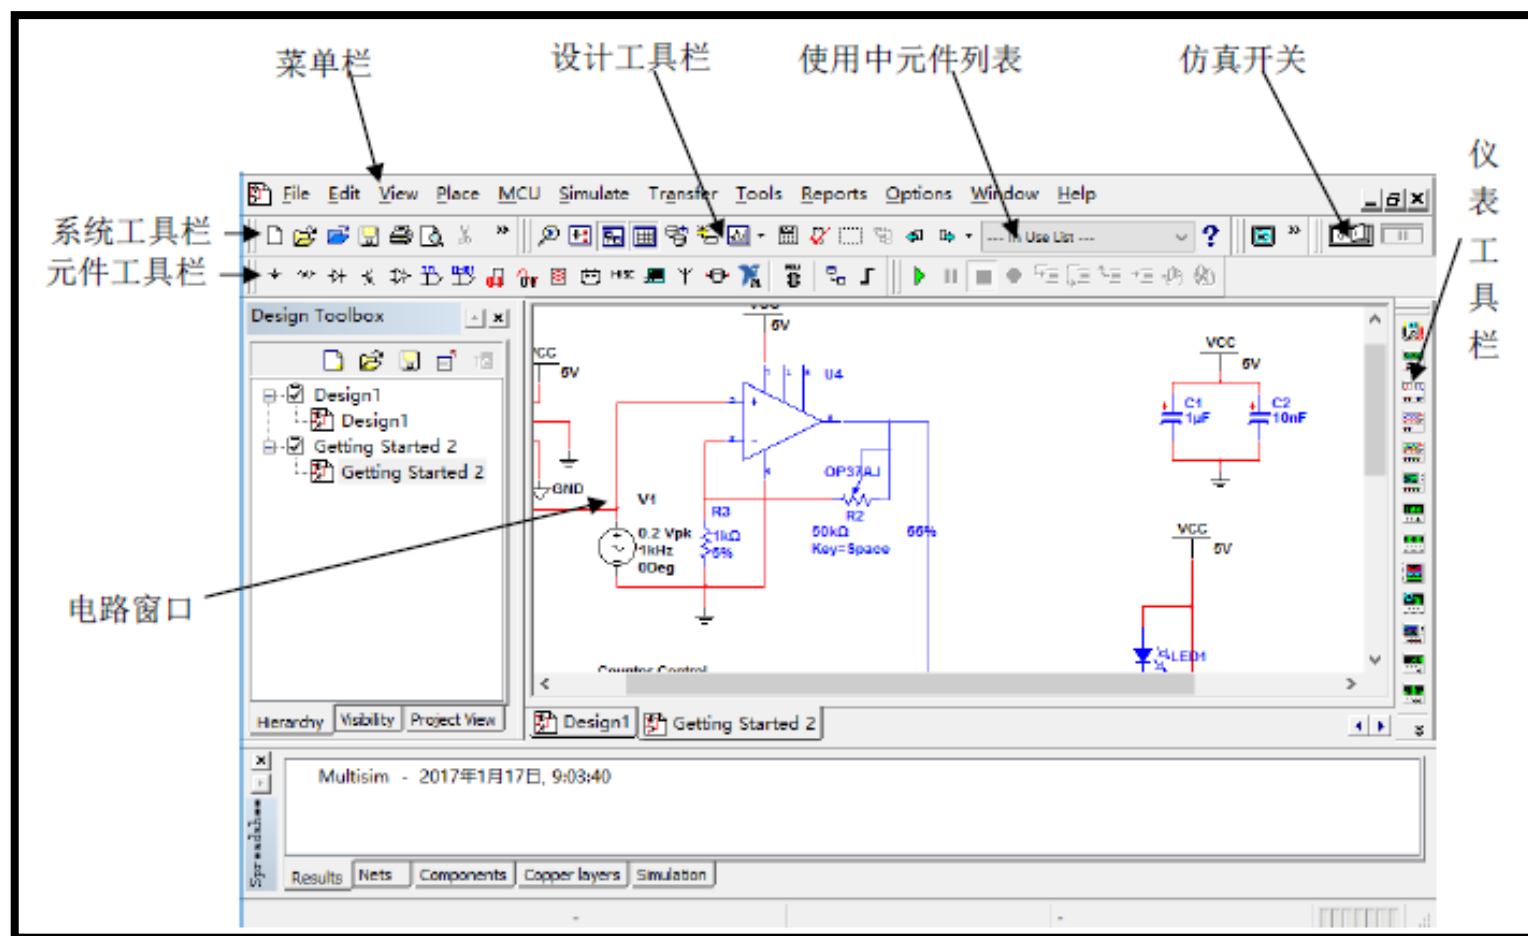 菜单栏
设计工具栏
使用中元件列表
仿真开关
仪表工具栏
File Edit View Place MCU Simulate Transfer Tools Reports Options Window Help
系统工具栏
--- In Use List ---
元件工具栏
Design Toolbox
Design1
Design1
Getting Started 2
Getting Started 2
Hierarchy Visibility Project View
VCC
5V
VCC
5V
U4
OP37AJ
GND
V1
0.2 Vpk
1kHz
0Deg
R3
1kΩ
5%
R2
50kΩ
Key=Space
VCC
5V
C1
1µF
C2
10nF
VCC
5V
LED1
电路窗口
Counter Control
Design1 Getting Started 2
Multisim - 2017年1月17日, 9:03:40
Results Nets Components Copper layers Simulation